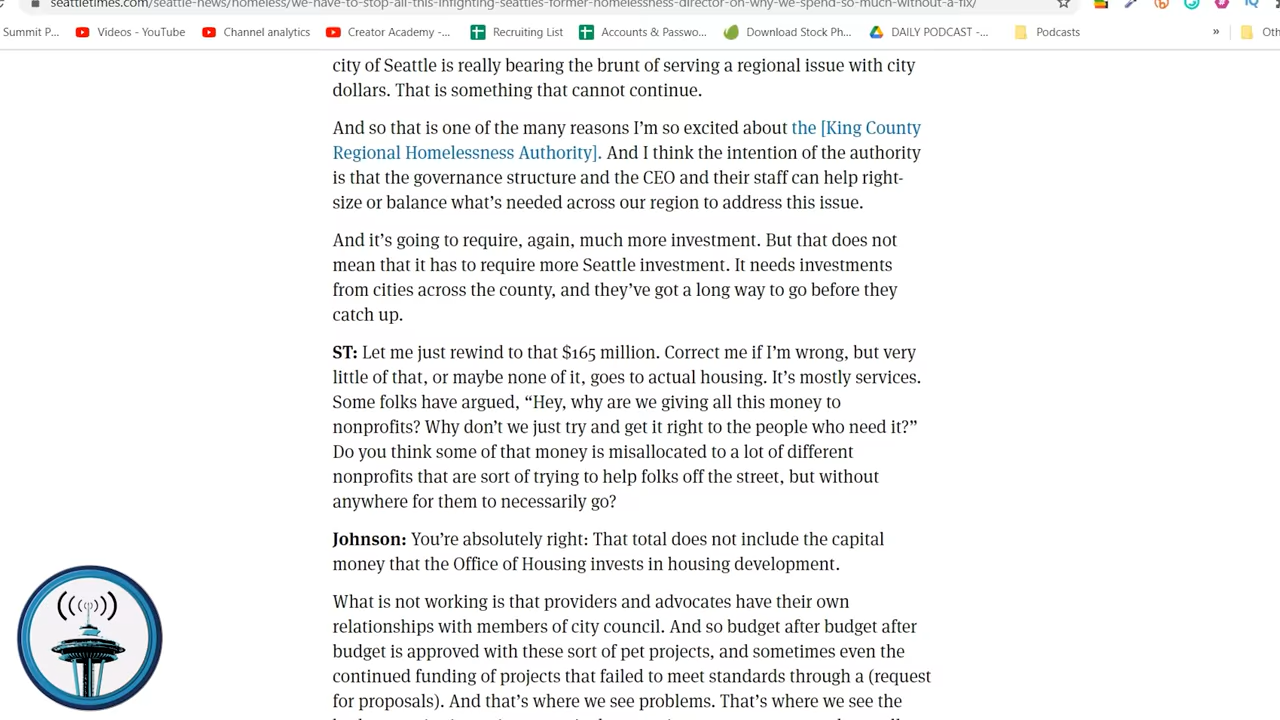 seattletimes.com/seattle-news/homeless/we-have-to-stop-all-this-infighting-seattles-former-homelessness-director-on-why-we-spend-so-much-without-a-fix/
Summit P... Videos - YouTube Channel analytics Creator Academy -... Recruiting List Accounts & Passwo... Download Stock Ph... DAILY PODCAST -... Podcasts » Oth
city of Seattle is really bearing the brunt of serving a regional issue with city
dollars. That is something that cannot continue.
And so that is one of the many reasons I’m so excited about the [King County
Regional Homelessness Authority]. And I think the intention of the authority
is that the governance structure and the CEO and their staff can help right-
size or balance what’s needed across our region to address this issue.
And it’s going to require, again, much more investment. But that does not
mean that it has to require more Seattle investment. It needs investments
from cities across the county, and they’ve got a long way to go before they
catch up.
ST: Let me just rewind to that $165 million. Correct me if I’m wrong, but very
little of that, or maybe none of it, goes to actual housing. It’s mostly services.
Some folks have argued, “Hey, why are we giving all this money to
nonprofits? Why don’t we just try and get it right to the people who need it?”
Do you think some of that money is misallocated to a lot of different
nonprofits that are sort of trying to help folks off the street, but without
anywhere for them to necessarily go?
Johnson: You’re absolutely right: That total does not include the capital
money that the Office of Housing invests in housing development.
What is not working is that providers and advocates have their own
relationships with members of city council. And so budget after budget after
budget is approved with these sort of pet projects, and sometimes even the
continued funding of projects that failed to meet standards through a (request
for proposals). And that’s where we see problems. That’s where we see the